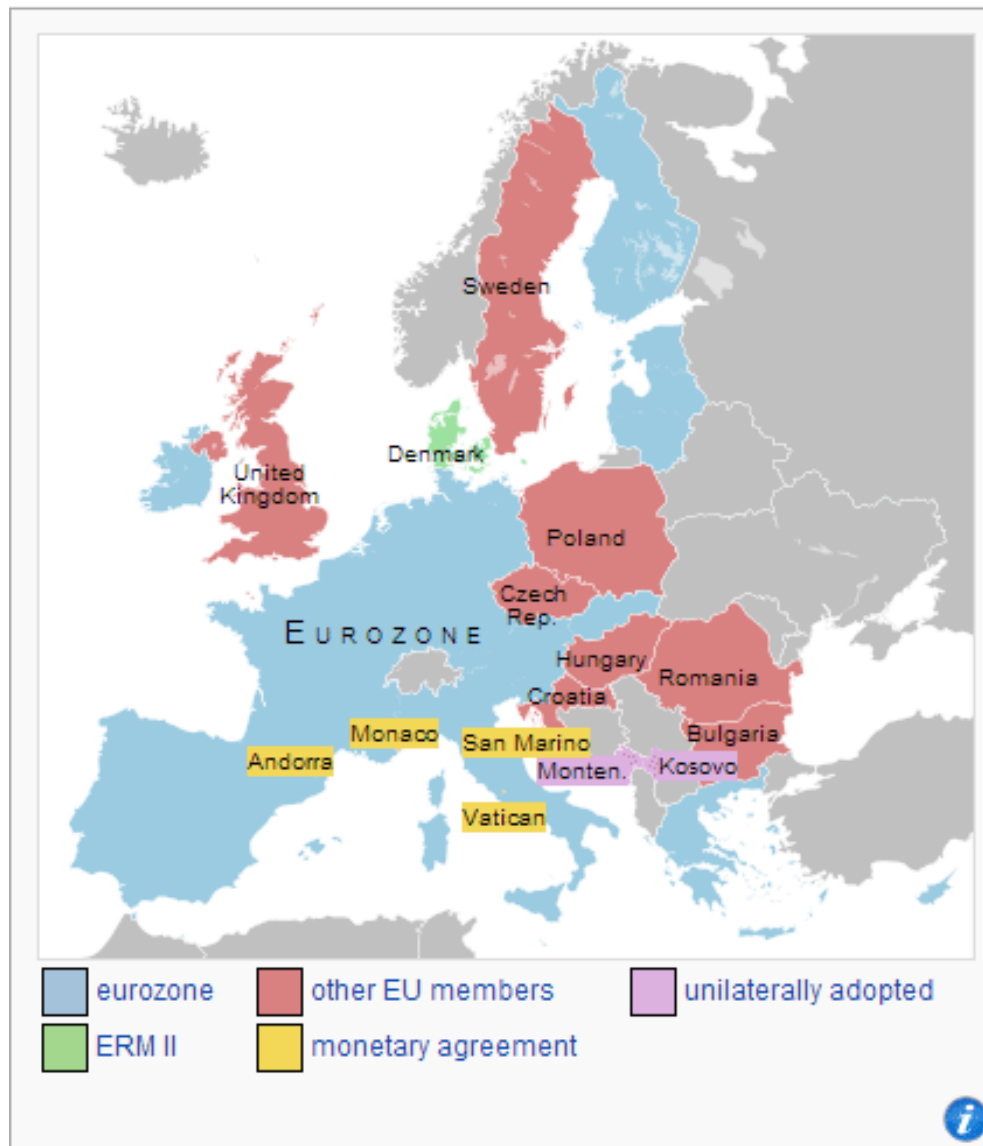 Sweden
Denmark
United
Kingdom
Poland
Czech
Rep.
EUROZONE
Hungary
Romania
Croatia
Monaco
San Marino
Bulgaria
Andorra
Monten.
Kosovo
Vatican
eurozone
other EU members
unilaterally adopted
ERM II
monetary agreement
i